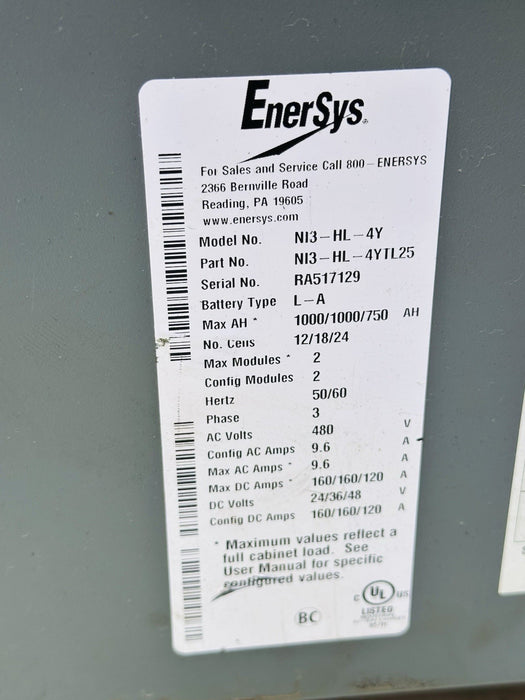 EnerSys®
For Sales and Service Call 800-ENERSYS
2366 Bernville Road
Reading, PA 19605
www.enersys.com
Model No. NI3-HL-4Y
Part No. NI3-HL-4YTL25
Serial No. RA517129
Battery Type L-A
Max AH * 1000/1000/750 AH
No. Cells 12/18/24
Max Modules * 2
Config Modules 2
Hertz 50/60
Phase 3
AC Volts 480 V
Config AC Amps 9.6 A
Max AC Amps * 9.6 A
Max DC Amps * 160/160/120 A
DC Volts 24/36/48 V
Config DC Amps 160/160/120 A
* Maximum values reflect a
full cabinet load. See
User Manual for specific
configured values.
BC
c UL us
LISTED